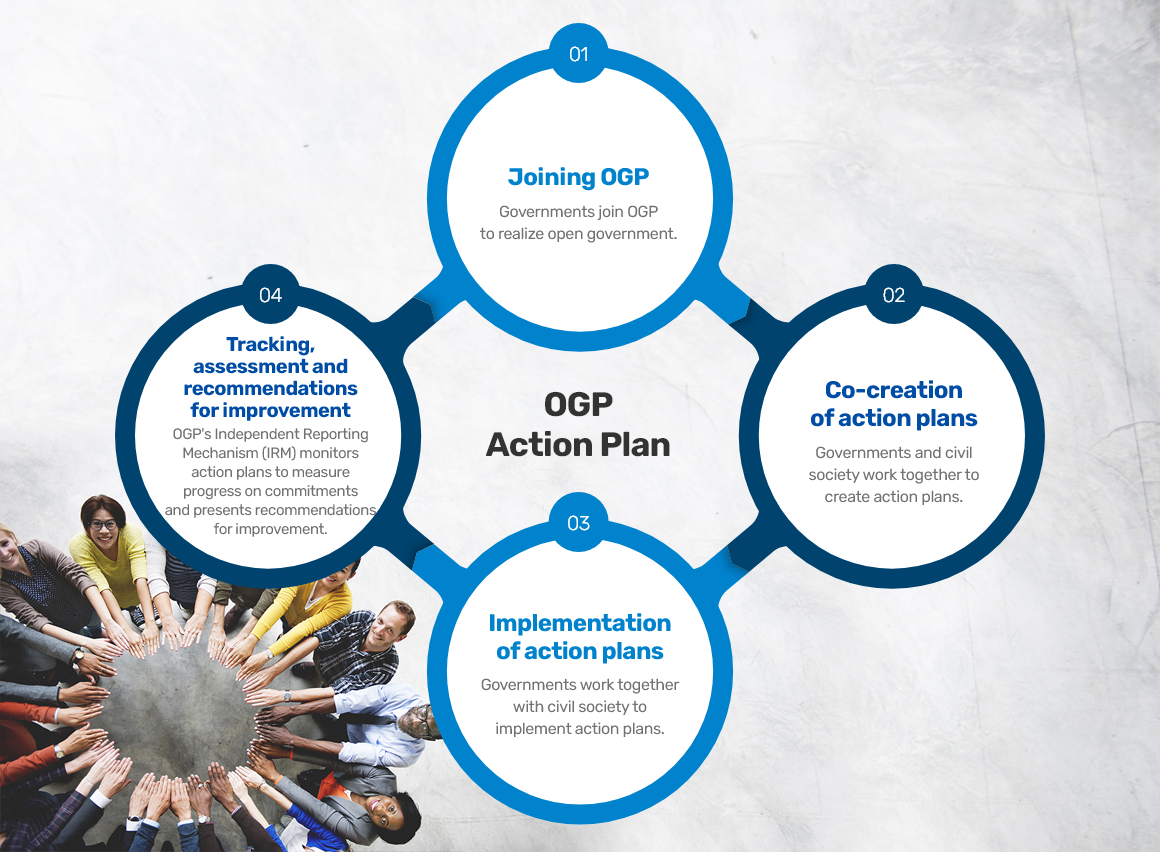 01
Joining OGP
Governments join OGP
to realize open government.
04
Tracking,
assessment and
recommendations
for improvement
OGP's Independent Reporting
Mechanism (IRM) monitors
action plans to measure
progress on commitments
and presents recommendations
for improvement.
OGP
Action Plan
02
Co-creation
of action plans
Governments and civil
society work together to
create action plans.
03
Implementation
of action plans
Governments work together
with civil society to
implement action plans.